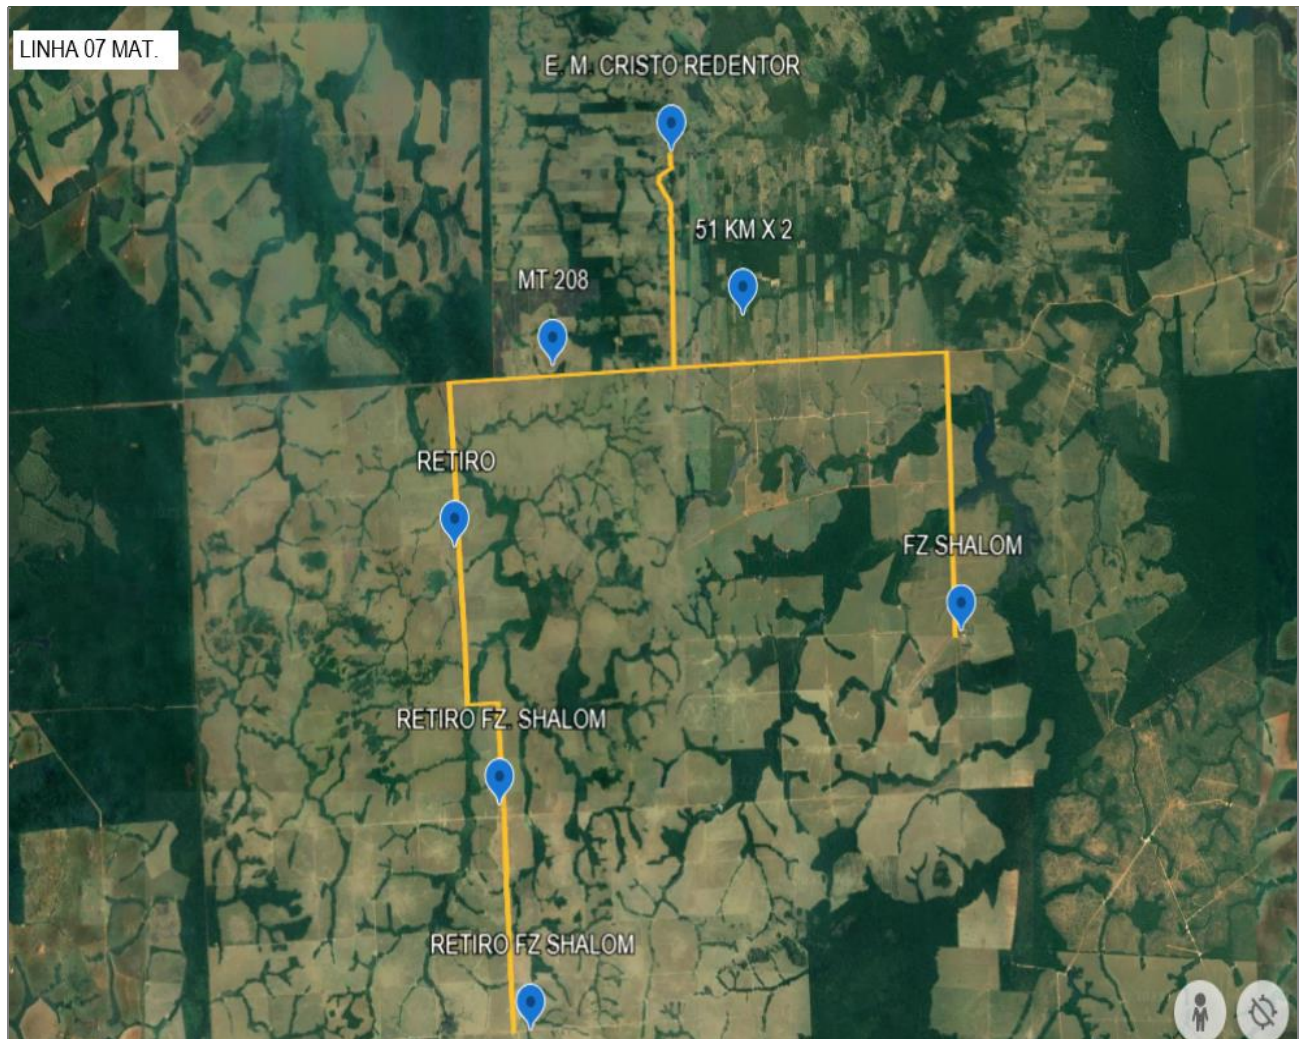 LINHA 07 MAT.
E. M. CRISTO REDENTOR
51 KM X 2
MT 208
RETIRO
FZ SHALOM
RETIRO FZ. SHALOM
RETIRO FZ SHALOM